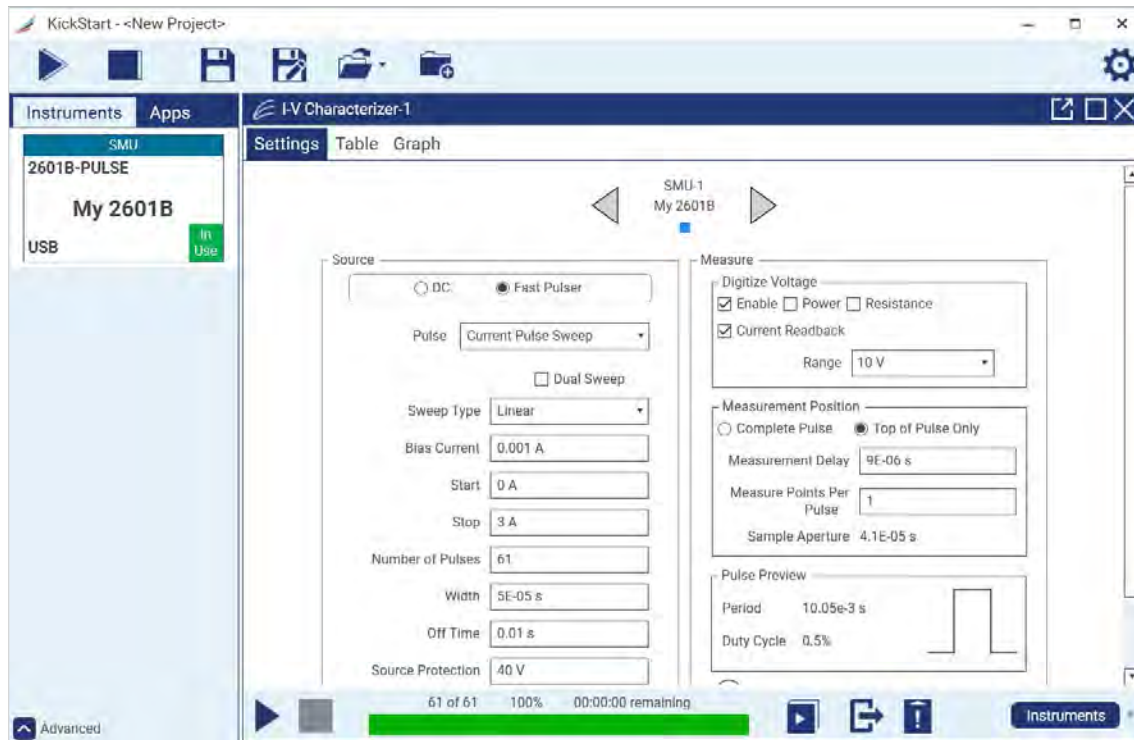 KickStart - <New Project>
Instruments Apps
SMU
2601B-PULSE
My 2601B
USB
In
Use
Advanced
I-V Characterizer-1
Settings Table Graph
SMU-1
My 2601B
Source
DC Fast Pulser
Pulse Current Pulse Sweep
Dual Sweep
Sweep Type Linear
Bias Current 0.001 A
Start 0 A
Stop 3 A
Number of Pulses 61
Width 5E-05 s
Off Time 0.01 s
Source Protection 40 V
Measure
Digitize Voltage
Enable Power Resistance
Current Readback
Range 10 V
Measurement Position
Complete Pulse Top of Pulse Only
Measurement Delay 9E-06 s
Measure Points Per
Pulse 1
Sample Aperture 4.1E-05 s
Pulse Preview
Period 10.05e-3 s
Duty Cycle 0.5%
61 of 61 100% 00:00:00 remaining
Instruments